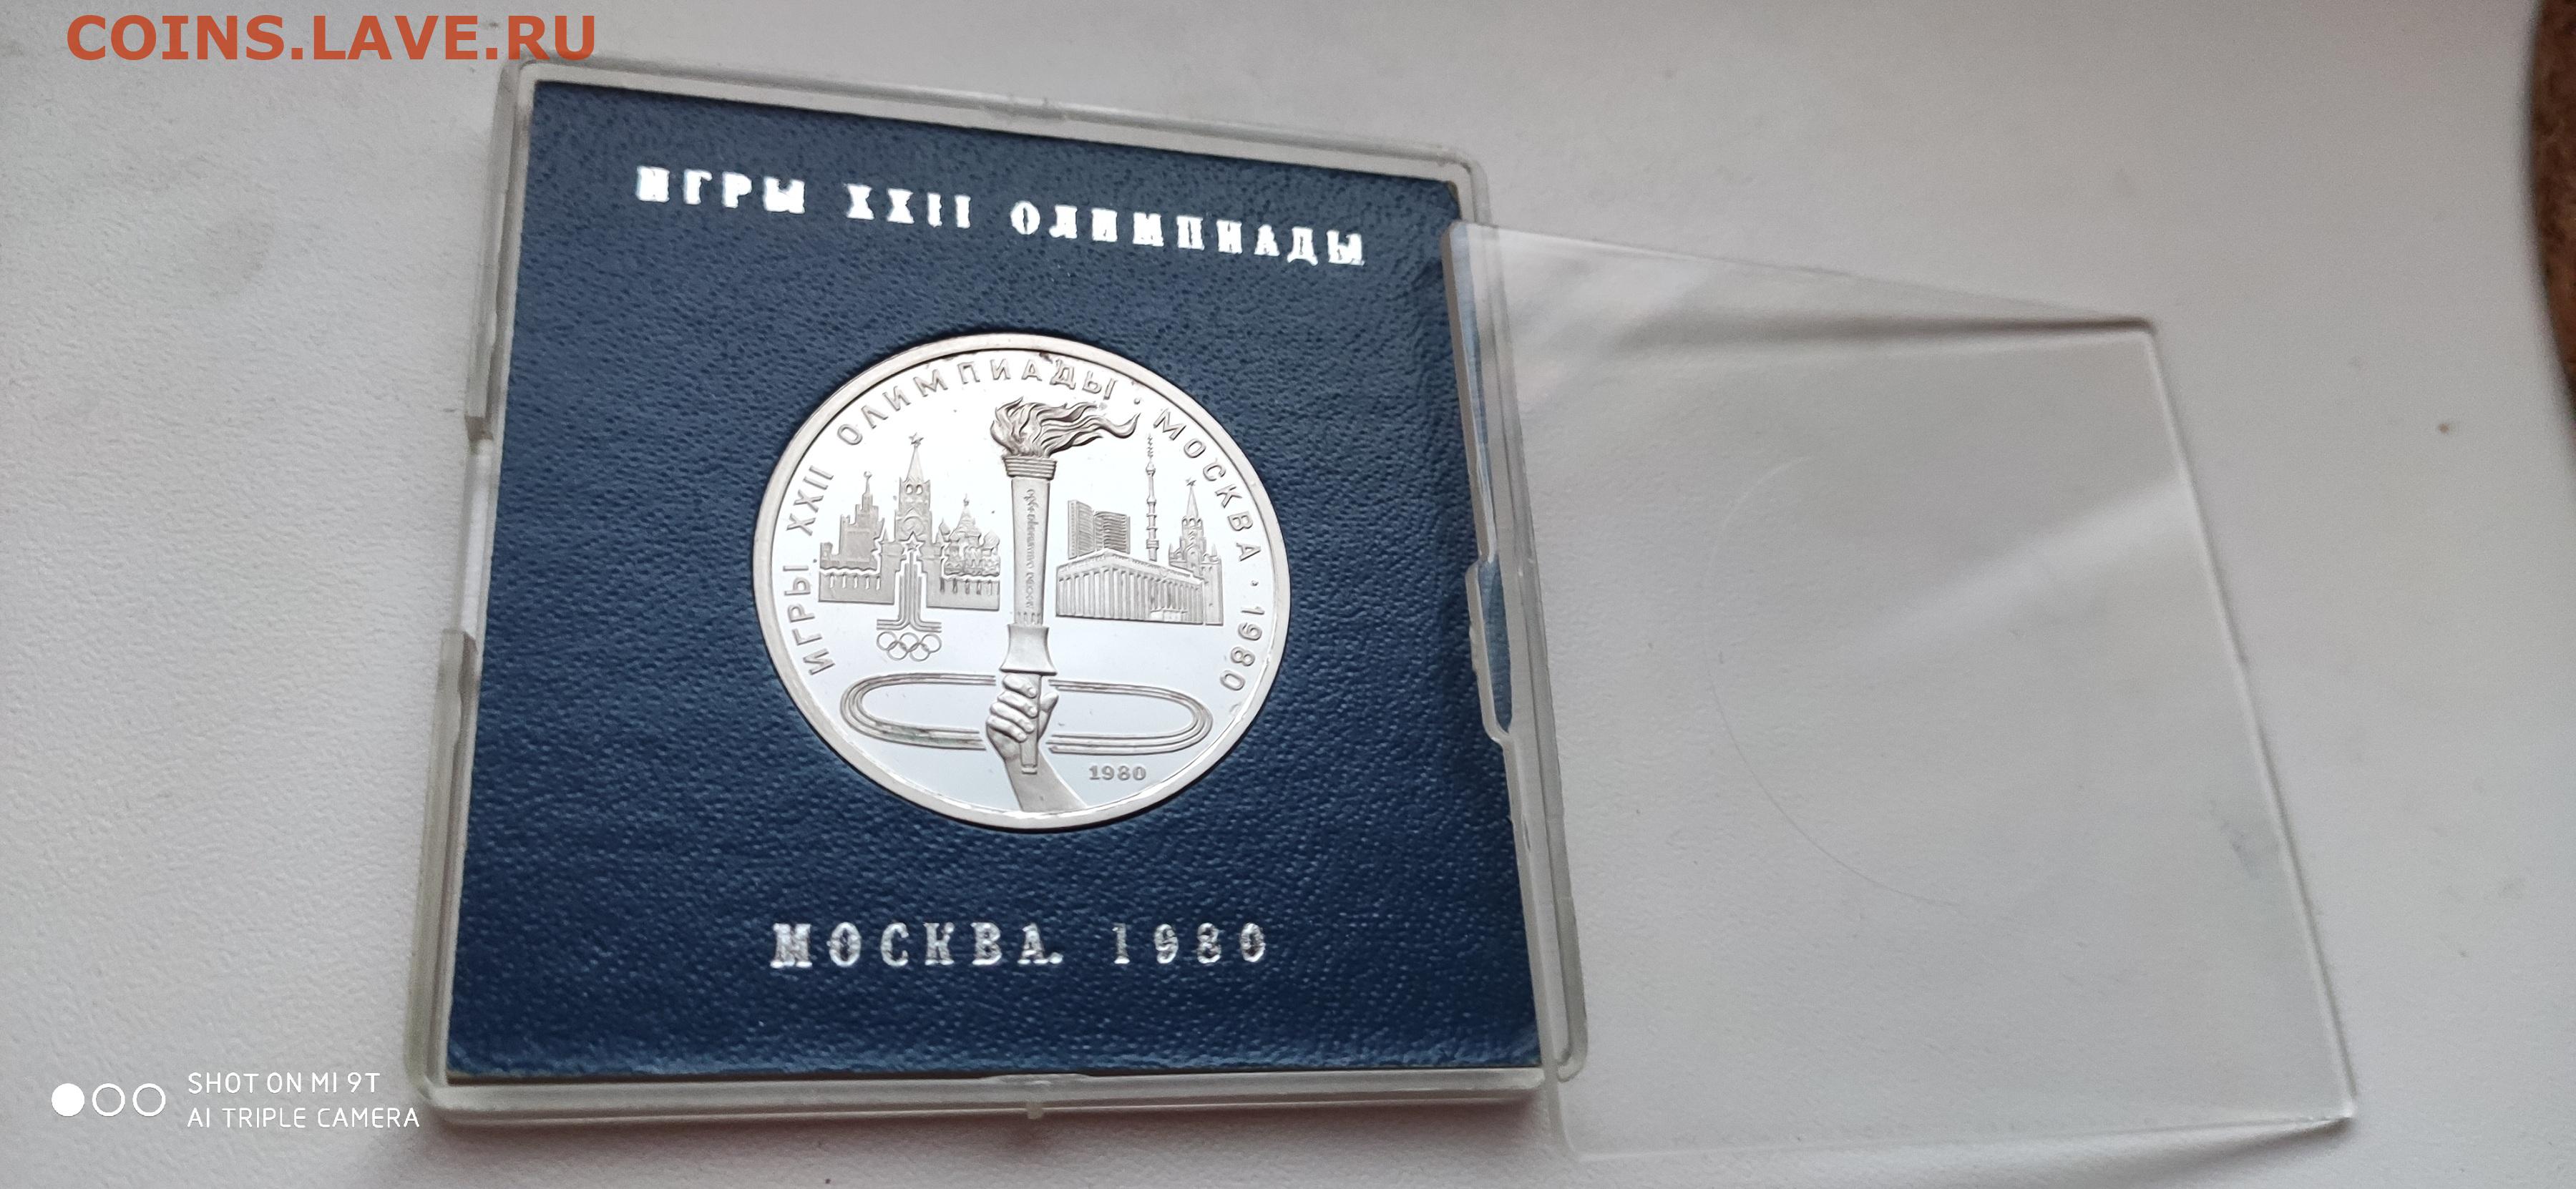 COINS.LAVE.RU
ИГРЫ XXII ОЛИМПИАДЫ
ИГРЫ XXII ОЛИМПИАДЫ · МОСКВА · 1980
1980
МОСКВА. 1980
SHOT ON MI 9T
AI TRIPLE CAMERA